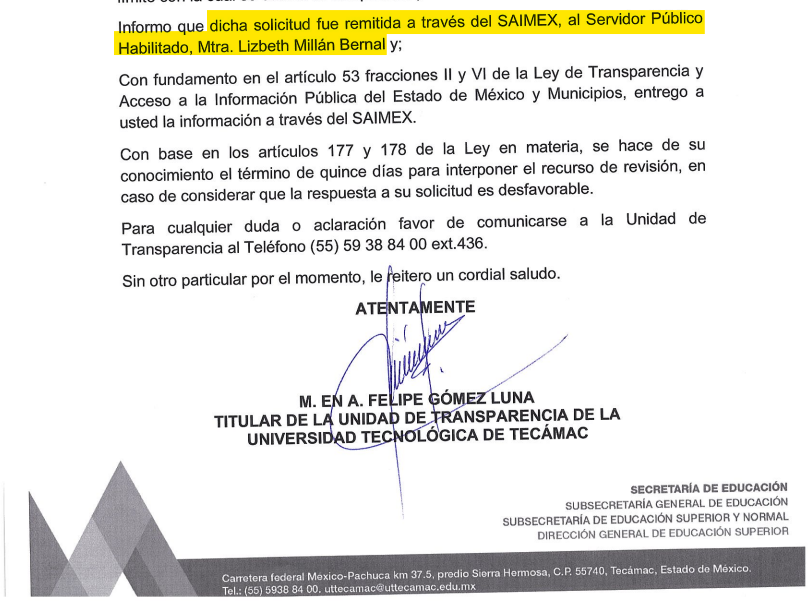 Informo que dicha solicitud fue remitida a través del SAIMEX, al Servidor Público
Habilitado, Mtra. Lizbeth Millán Bernal y;
Con fundamento en el artículo 53 fracciones II y VI de la Ley de Transparencia y
Acceso a la Información Pública del Estado de México y Municipios, entrego a
usted la información a través del SAIMEX.
Con base en los artículos 177 y 178 de la Ley en materia, se hace de su
conocimiento el término de quince días para interponer el recurso de revisión, en
caso de considerar que la respuesta a su solicitud es desfavorable.
Para cualquier duda o aclaración favor de comunicarse a la Unidad de
Transparencia al Teléfono (55) 59 38 84 00 ext.436.
Sin otro particular por el momento, le reitero un cordial saludo.
ATENTAMENTE
M. EN A. FELIPE GÓMEZ LUNA
TITULAR DE LA UNIDAD DE TRANSPARENCIA DE LA
UNIVERSIDAD TECNOLÓGICA DE TECÁMAC
SECRETARÍA DE EDUCACIÓN
SUBSECRETARÍA GENERAL DE EDUCACIÓN
SUBSECRETARÍA DE EDUCACIÓN SUPERIOR Y NORMAL
DIRECCIÓN GENERAL DE EDUCACIÓN SUPERIOR
Carretera federal México-Pachuca km 37.5, predio Sierra Hermosa, C.P. 55740, Tecámac, Estado de México.
Tel.: (55) 5938 84 00, uttecamac@uttecamac.edu.mx